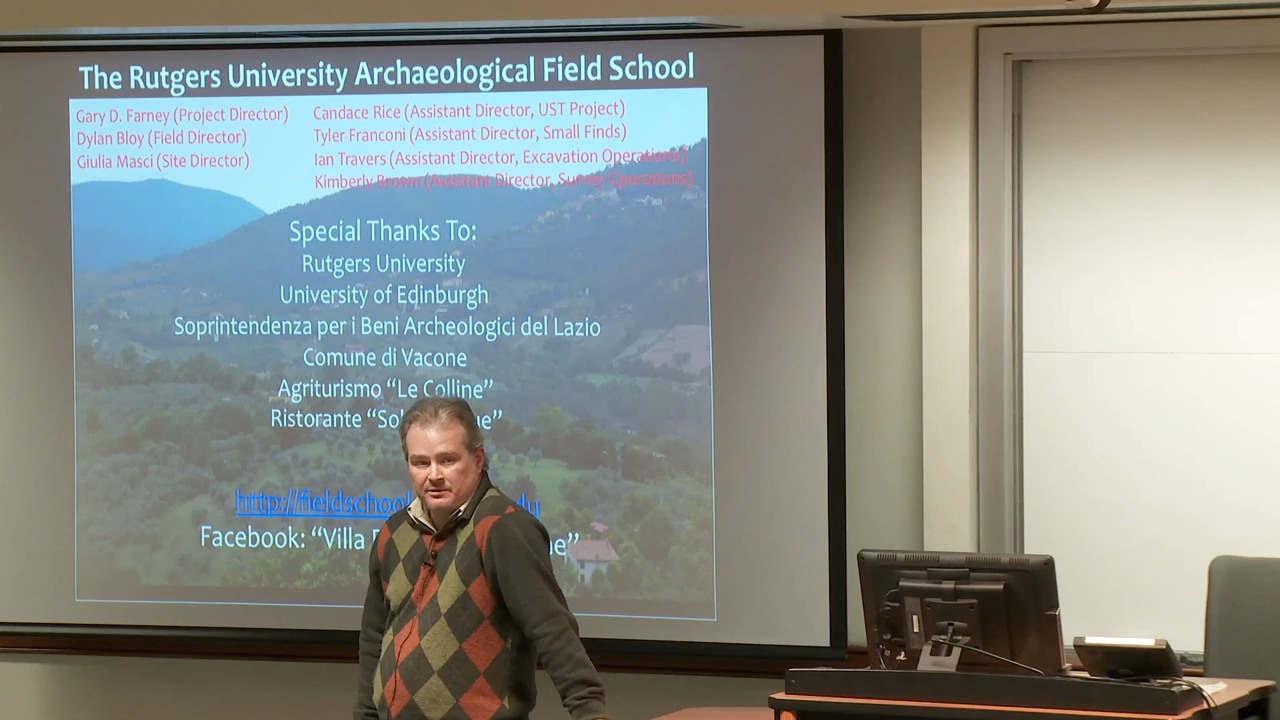 The Rutgers University Archaeological Field School
Gary D. Farney (Project Director)
Dylan Bloy (Field Director)
Giulia Masci (Site Director)
Candace Rice (Assistant Director, UST Project)
Tyler Franconi (Assistant Director, Small Finds)
Ian Travers (Assistant Director, Excavation Operations)
Kimberly Brown (Assistant Director, Survey Operations)
Special Thanks To:
Rutgers University
University of Edinburgh
Soprintendenza per i Beni Archeologici del Lazio
Comune di Vacone
Agriturismo “Le Colline”
Ristorante
http://fieldschool
Facebook: “Villa